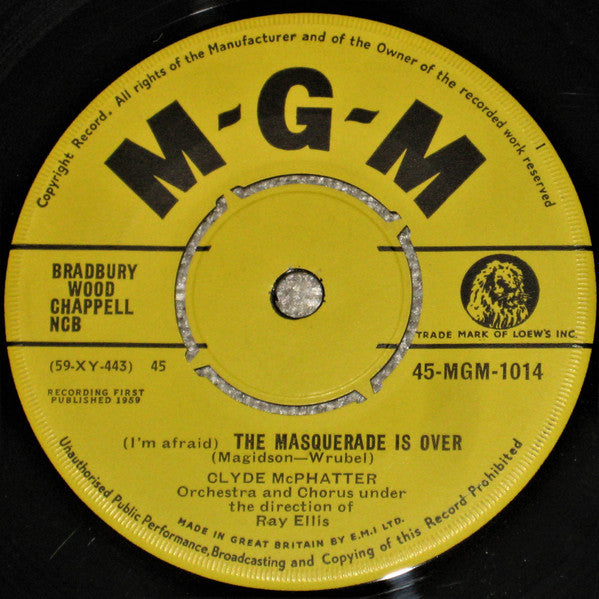 Copyright Record. All rights of the Manufacturer and of the Owner of the recorded work reserved
I
M-G-M
BRADBURY
WOOD
CHAPPELL
NCB
TRADE MARK OF LOEW'S INC
(59-XY-443) 45
45-MGM-1014
RECORDING FIRST
PUBLISHED 1959
(I'm afraid) THE MASQUERADE IS OVER
(Magidson—Wrubel)
CLYDE McPHATTER
Orchestra and Chorus under
the direction of
Ray Ellis
MADE IN GREAT BRITAIN BY E.M.I LTD.
Unauthorised Public Performance, Broadcasting and Copying of this Record Prohibited